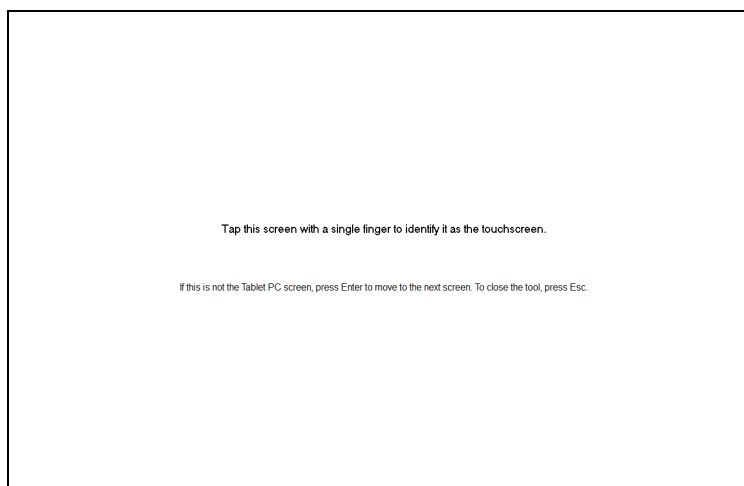 Tap this screen with a single finger to identify it as the touchscreen.
If this is not the Tablet PC screen, press Enter to move to the next screen. To close the tool, press Esc.